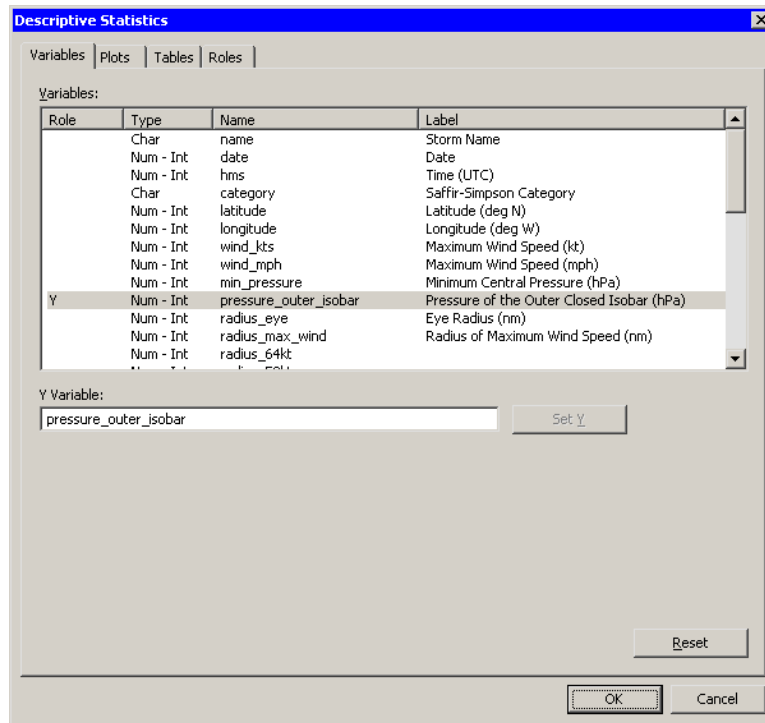 Descriptive Statistics
Variables Plots Tables Roles
Variables:
Role Type Name Label
Char name Storm Name
Num - Int date Date
Num - Int hms Time (UTC)
Char category Saffir-Simpson Category
Num - Int latitude Latitude (deg N)
Num - Int longitude Longitude (deg W)
Num - Int wind_kts Maximum Wind Speed (kt)
Num - Int wind_mph Maximum Wind Speed (mph)
Num - Int min_pressure Minimum Central Pressure (hPa)
Y Num - Int pressure_outer_isobar Pressure of the Outer Closed Isobar (hPa)
Num - Int radius_eye Eye Radius (nm)
Num - Int radius_max_wind Radius of Maximum Wind Speed (nm)
Num - Int radius_64kt
Y Variable:
pressure_outer_isobar Set Y
Reset
OK Cancel